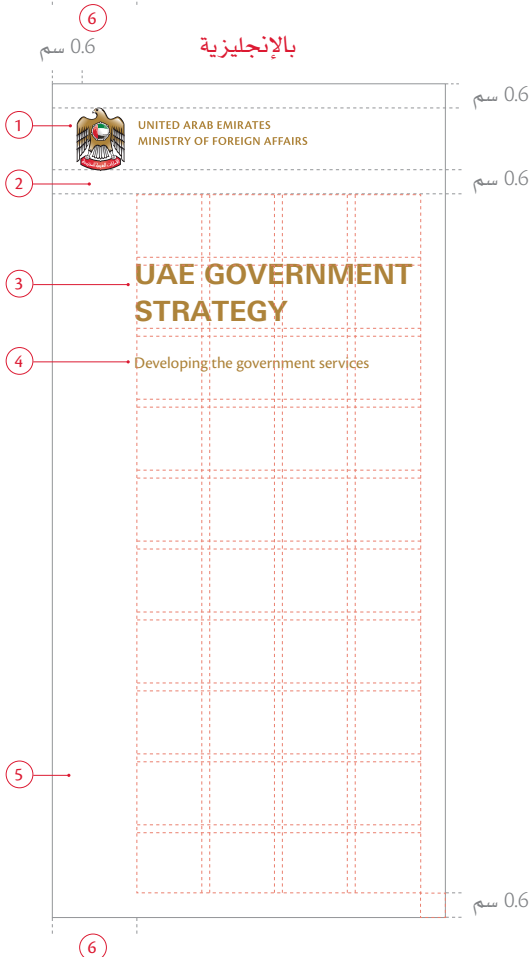 6
0.6 سم
بالإنجليزية
0.6 سم
1
UNITED ARAB EMIRATES
MINISTRY OF FOREIGN AFFAIRS
2
0.6 سم
3
UAE GOVERNMENT
STRATEGY
4
Developing the government services
5
0.6 سم
6